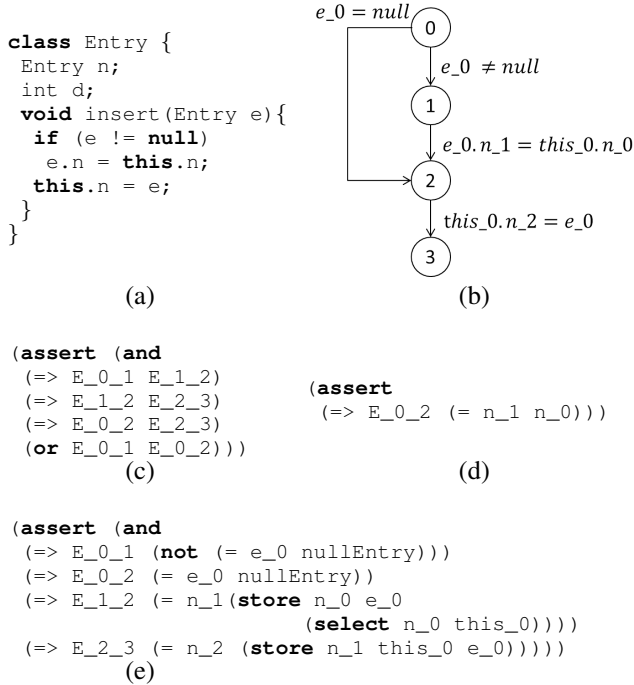 class Entry {
Entry n;
int d;
void insert(Entry e){
if (e != null)
e.n = this.n;
this.n = e;
}
}
(a)
e_0 = null
0
e_0 ≠ null
1
e_0.n_1 = this_0.n_0
2
this_0.n_2 = e_0
3
(b)
(assert (and
(=> E_0_1 E_1_2)
(=> E_1_2 E_2_3)
(=> E_0_2 E_2_3)
(or E_0_1 E_0_2)))
(c)
(assert
(=> E_0_2 (= n_1 n_0)))
(d)
(assert (and
(=> E_0_1 (not (= e_0 nullEntry)))
(=> E_0_2 (= e_0 nullEntry))
(=> E_1_2 (= n_1(store n_0 e_0
(select n_0 this_0))))
(=> E_2_3 (= n_2 (store n_1 this_0 e_0)))))
(e)